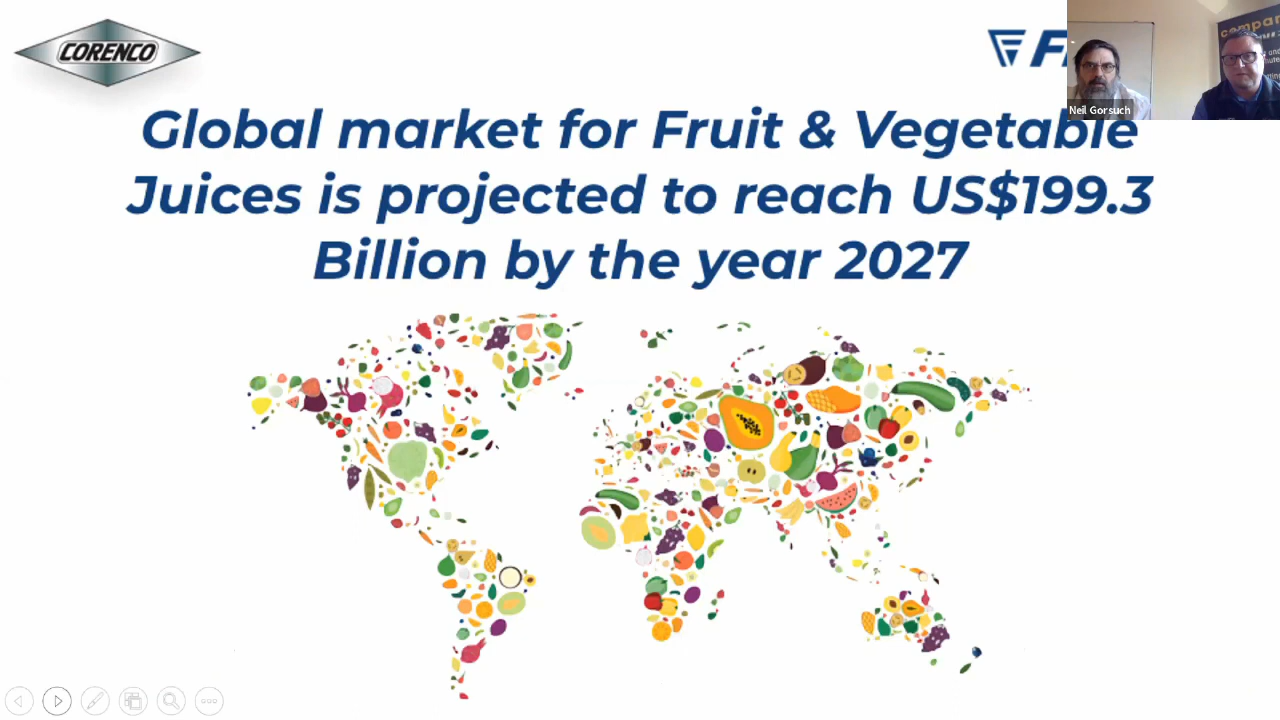 CORENCO
Neil Gorsuch
Global market for Fruit & Vegetable
Juices is projected to reach US$199.3
Billion by the year 2027